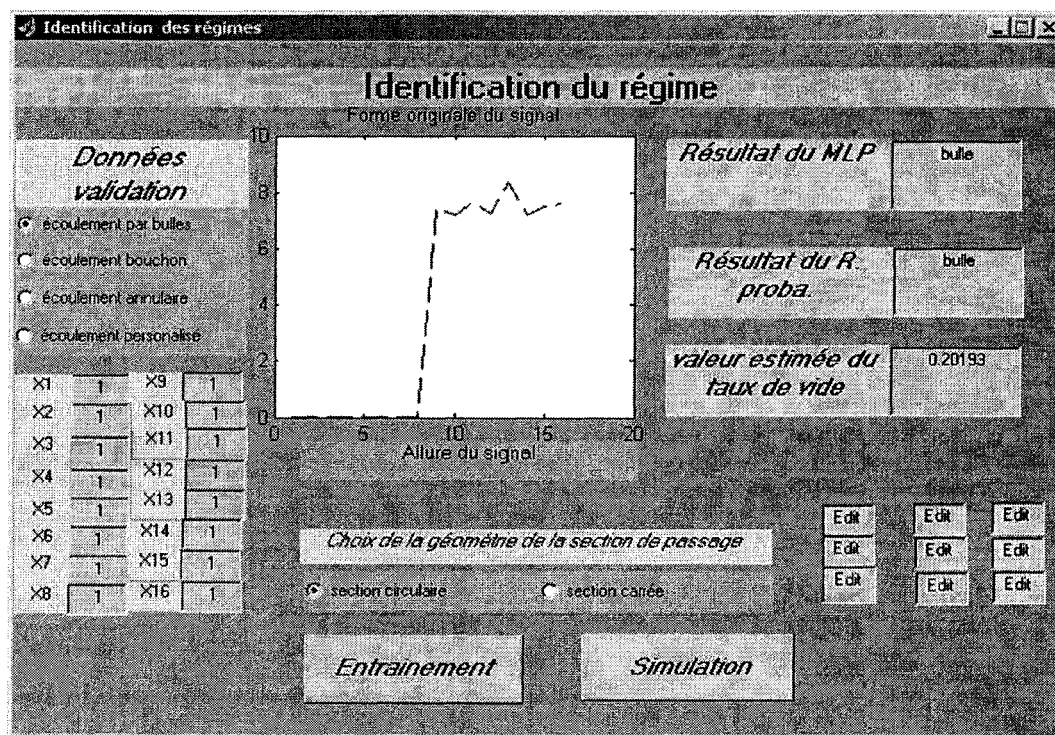 Identification des régimes
Identification du régime
Forme originale du signal
Données
validation
écoulement par bulles
écoulement bouchon
écoulement annulaire
écoulement personalisé
X1 1 X9 1
X2 1 X10 1
X3 1 X11 1
X4 1 X12 1
X5 1 X13 1
X6 1 X14 1
X7 1 X15 1
X8 1 X16 1
10
8
6
4
2
0
0 5 10 15 20
Allure du signal
Résultat du MLP
bulle
Résultat du R.
proba.
bulle
valeur estimée du
taux de vide
0.20193
Choix de la géométrie de la section de passage
section circulaire
section carrée
Edit Edit Edit
Edit Edit Edit
Edit Edit Edit
Entrainement
Simulation